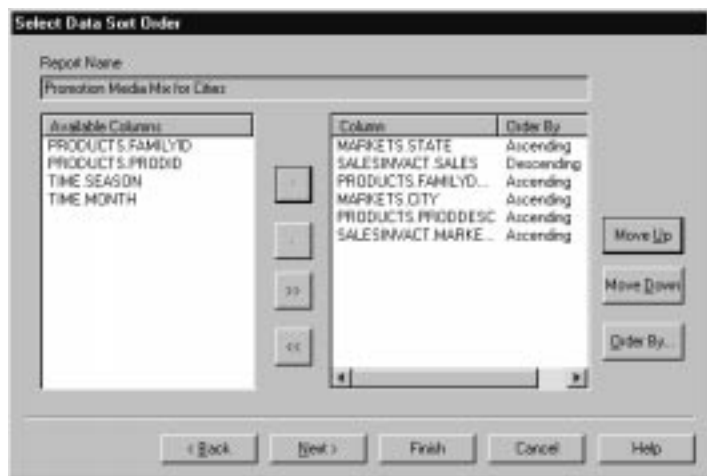 Select Data Sort Order
Report Name
Promotion Media Mix for Cities
Available Columns
PRODUCTS.FAMILYID
PRODUCTS.PRODID
TIME.SEASON
TIME.MONTH
>>
<<
Column Order By
MARKETS.STATE Ascending
SALESINVACT.SALES Descending
PRODUCTS.FAMILYD... Ascending
MARKETS.CITY Ascending
PRODUCTS.PRODDESC Ascending
SALESINVACT.MARKE... Ascending
Move Up
Move Down
Order By...
< Back
Next >
Finish
Cancel
Help